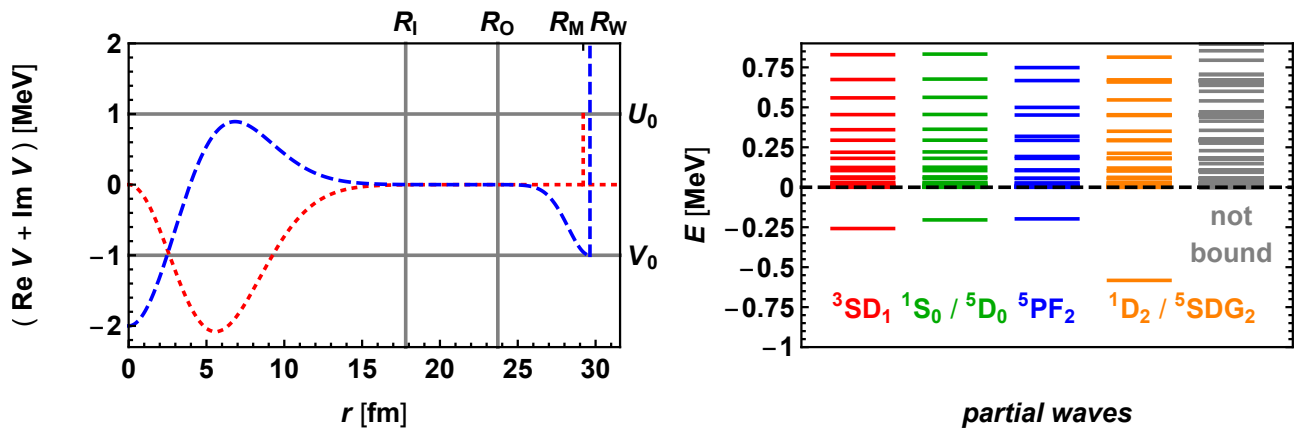 R_I R_O R_M R_W
( Re V + Im V ) [MeV]
2
1
0
−1
−2
U₀
V₀
0 5 10 15 20 25 30
r [fm]
E [MeV]
0.75
0.5
0.25
0
−0.25
−0.5
−0.75
−1
not
bound
³SD₁ ¹S₀ / ⁵D₀ ⁵PF₂ ¹D₂ / ⁵SDG₂
partial waves